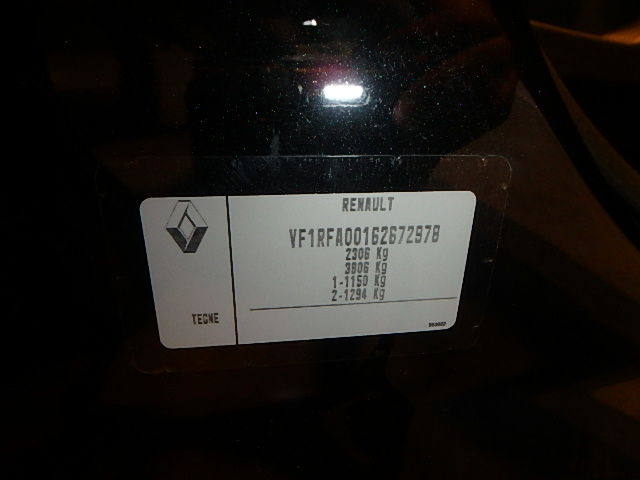 RENAULT
VF1RFA00162672978
2306 Kg
3806 Kg
1-1150 Kg
2-1294 Kg
TECNE